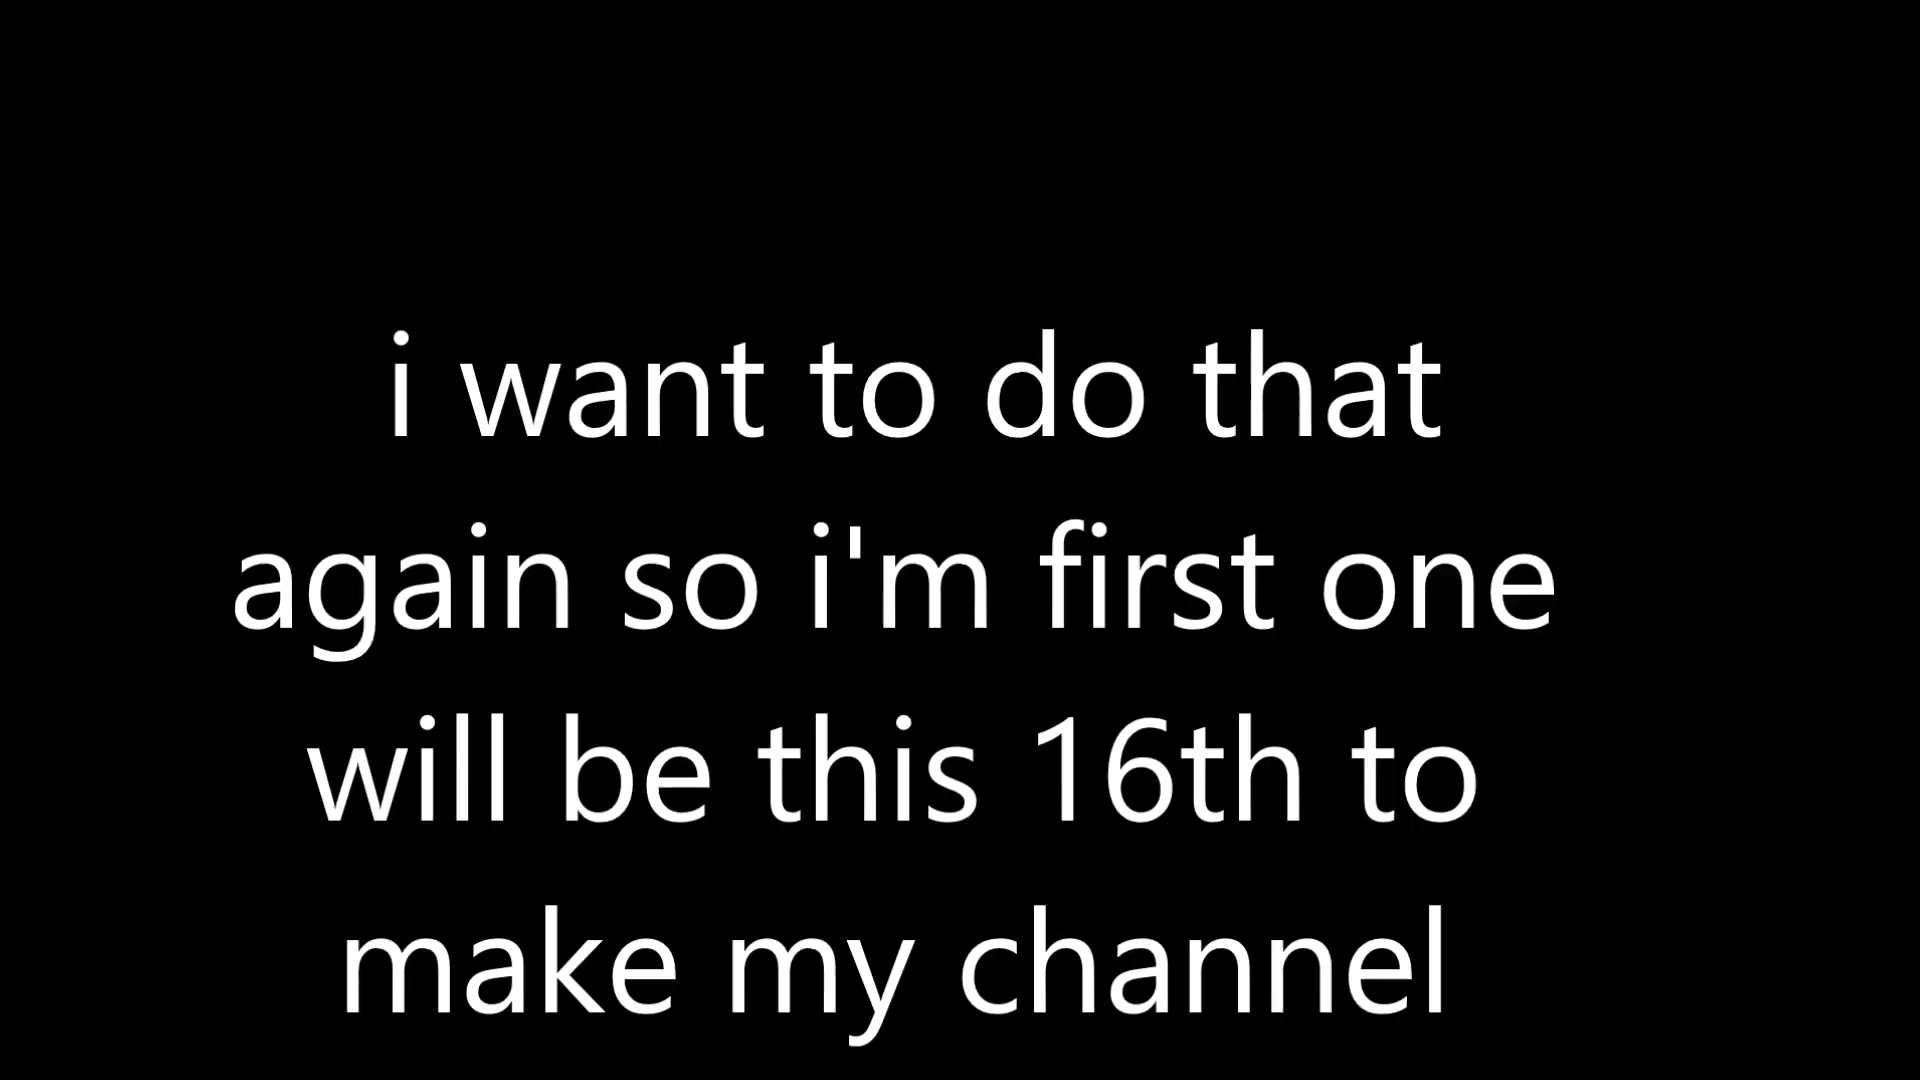 i want to do that
again so i'm first one
will be this 16th to
make my channel